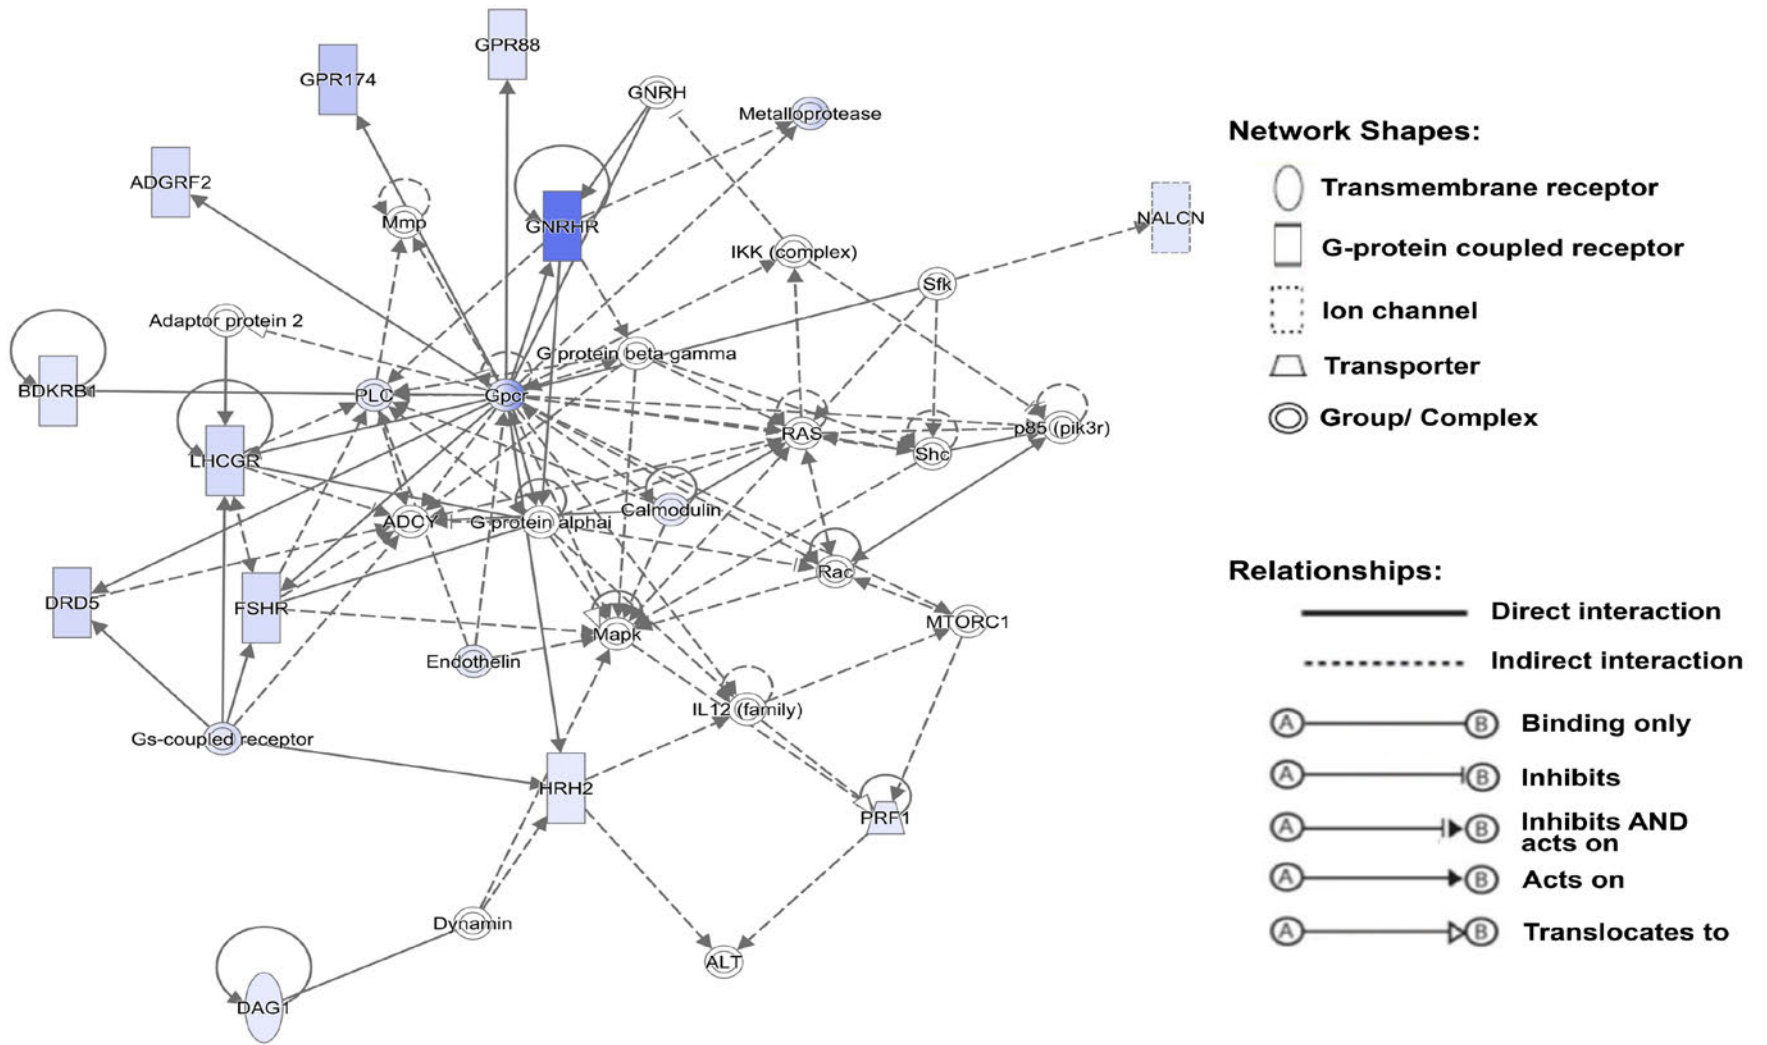 GPR88
GPR174
GNRH
Metalloprotease
ADGRF2
Mmp
GNRHR
NALCN
IKK (complex)
Sfk
Adaptor protein 2
G protein beta gamma
BDKRB1
PLC
Gpcr
RAS
p85 (pik3r)
Shc
LHCGR
ADCY
G protein alphai
Calmodulin
Rac
DRD5
FSHR
Mapk
MTORC1
Endothelin
IL12 (family)
Gs-coupled receptor
HRH2
PRF1
Dynamin
ALT
DAG1
Network Shapes:
Transmembrane receptor
G-protein coupled receptor
Ion channel
Transporter
Group/ Complex
Relationships:
Direct interaction
Indirect interaction
A B Binding only
A B Inhibits
A B Inhibits AND
acts on
A B Acts on
A B Translocates to